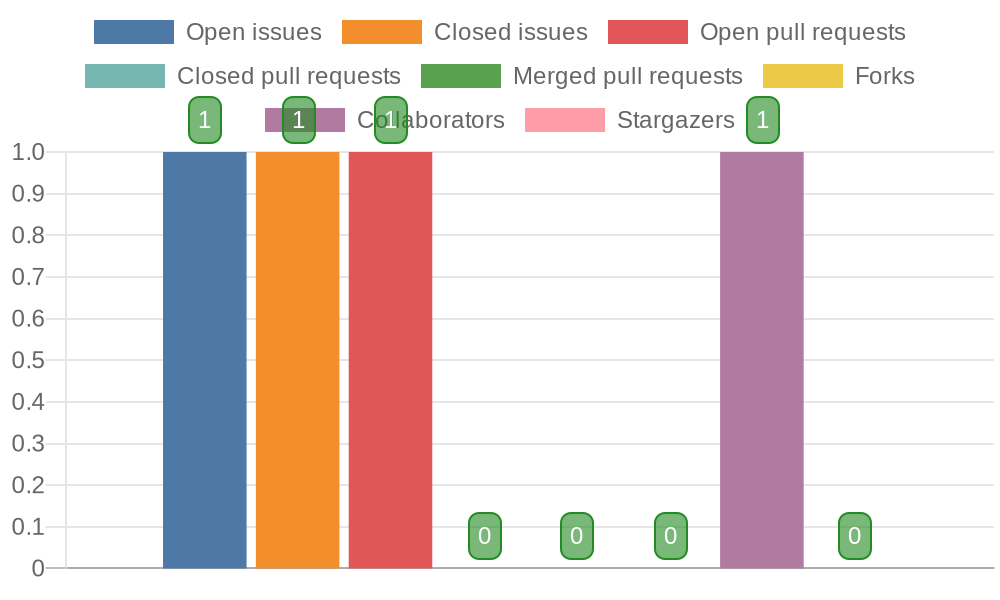 Open issues Closed issues Open pull requests
Closed pull requests Merged pull requests Forks
Collaborators Stargazers
1 1 1 1
1.0
0.9
0.8
0.7
0.6
0.5
0.4
0.3
0.2
0.1
0 0 0 0
0